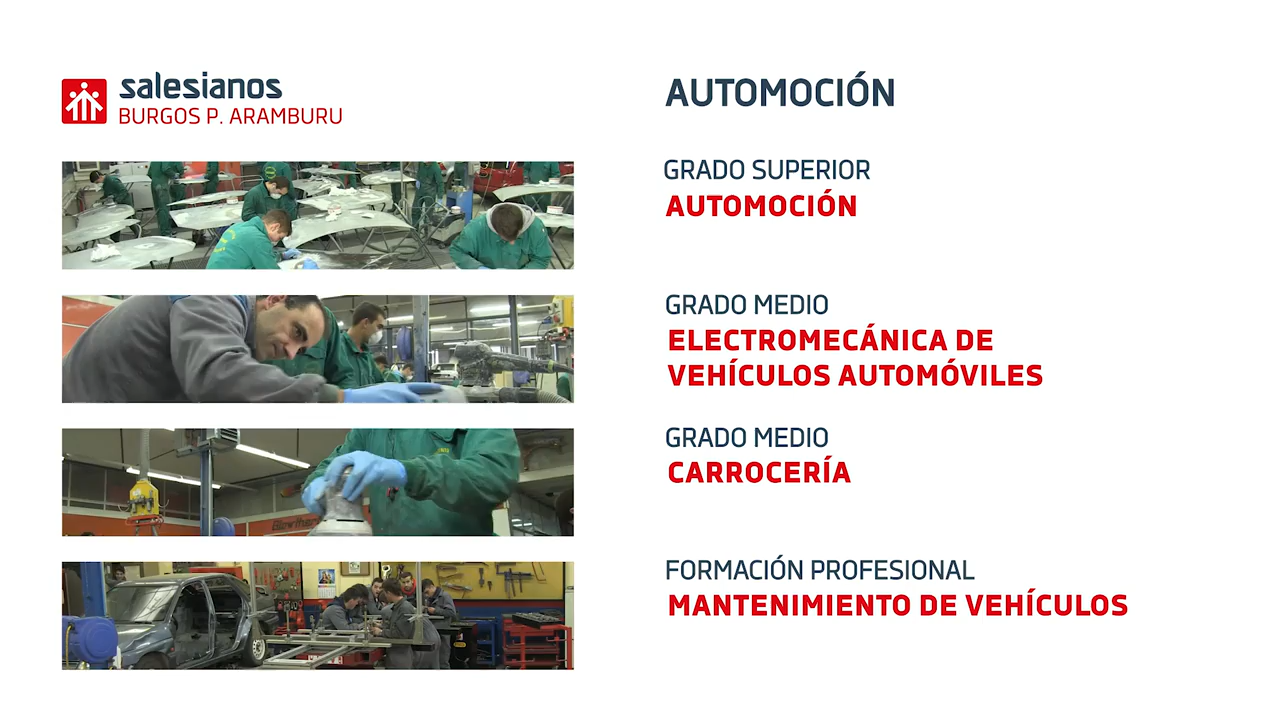 salesianos
BURGOS P. ARAMBURU
AUTOMOCIÓN
GRADO SUPERIOR
AUTOMOCIÓN
GRADO MEDIO
ELECTROMECÁNICA DE
VEHÍCULOS AUTOMÓVILES
GRADO MEDIO
CARROCERÍA
FORMACIÓN PROFESIONAL
MANTENIMIENTO DE VEHÍCULOS